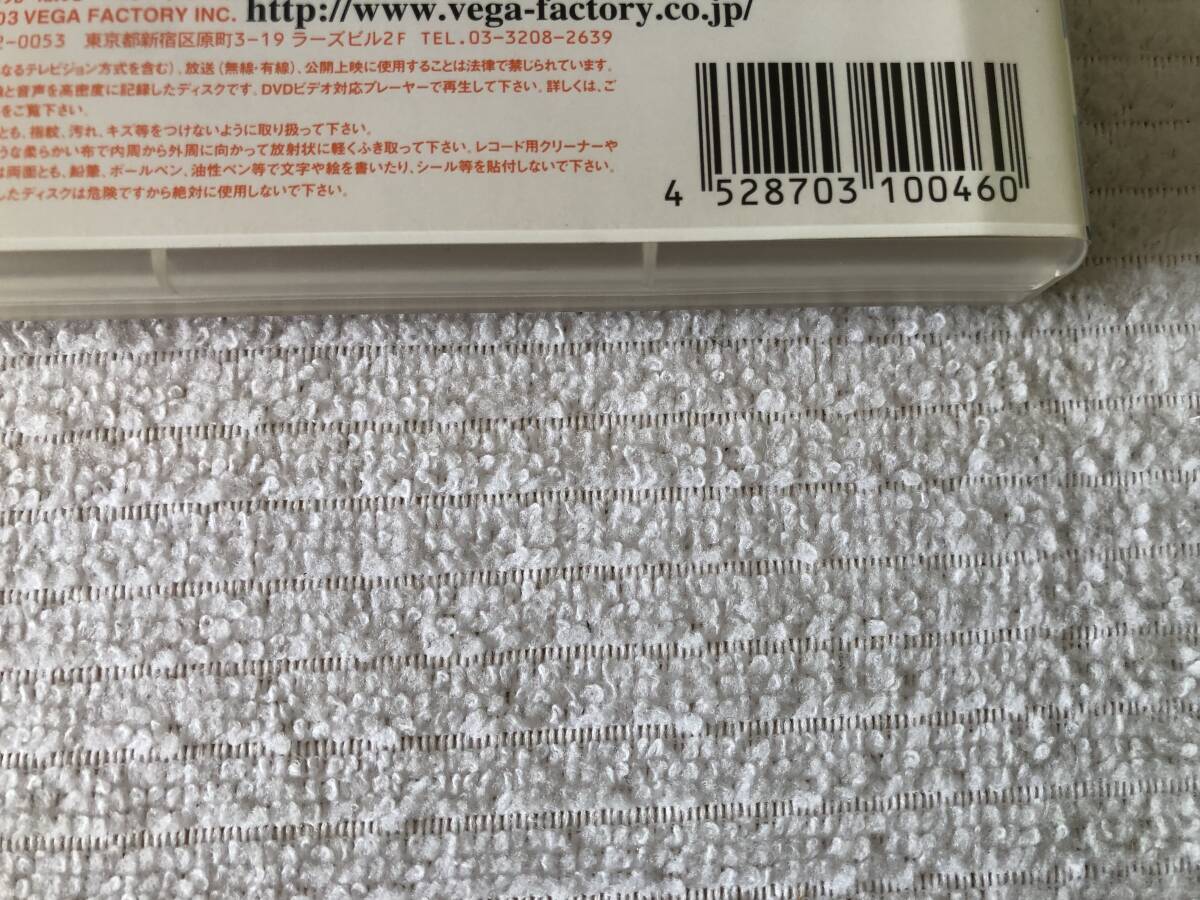 03 VEGA FACTORY INC. http://www.vega-factory.co.jp/
2-0053 東京都新宿区原町3-19 ラーズビル2F TEL.03-3208-2639
なるテレビジョン方式を含む)、放送(無線・有線)、公開上映に使用することは法律で禁じられています。
と音声を高密度に記録したディスクです。DVDビデオ対応プレーヤーで再生して下さい。詳しくは、ご
をご覧下さい。
とも、指紋、汚れ、キズ等をつけないように取り扱って下さい。
うな柔らかい布で内周から外周に向かって放射状に軽くふき取って下さい。レコード用クリーナーや
は両面とも、鉛筆、ボールペン、油性ペン等で文字や絵を書いたり、シール等を貼付しないで下さい。
したディスクは危険ですから絶対に使用しないで下さい。
4 528703 100460